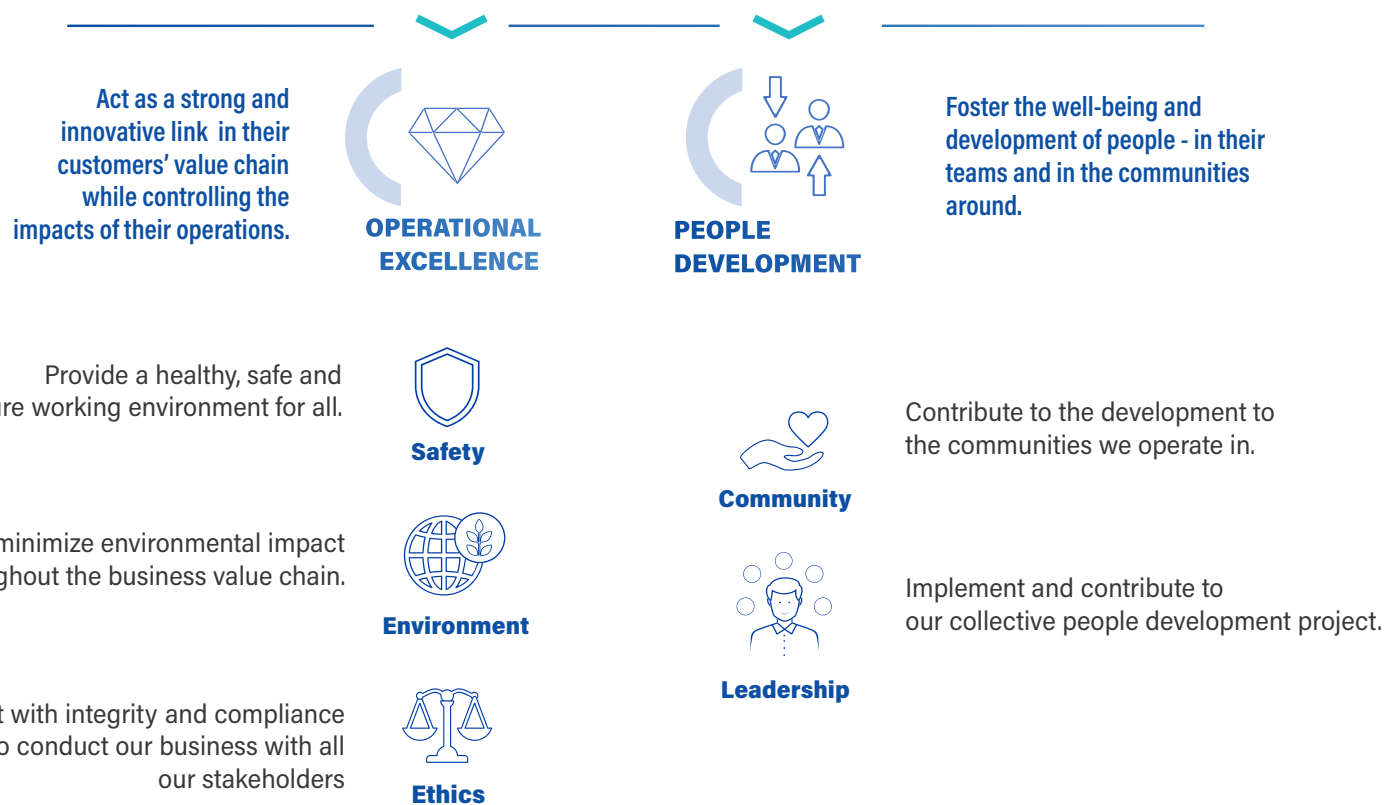 Act as a strong and
innovative link in their
customers' value chain
while controlling the
impacts of their operations.
OPERATIONAL
EXCELLENCE
PEOPLE
DEVELOPMENT
Foster the well-being and
development of people - in their
teams and in the communities
around.
Provide a healthy, safe and
working environment for all.
Safety
minimize environmental impact
the business value chain.
Environment
with integrity and compliance
conduct our business with all
our stakeholders
Ethics
Community
Contribute to the development to
the communities we operate in.
Leadership
Implement and contribute to
our collective people development project.